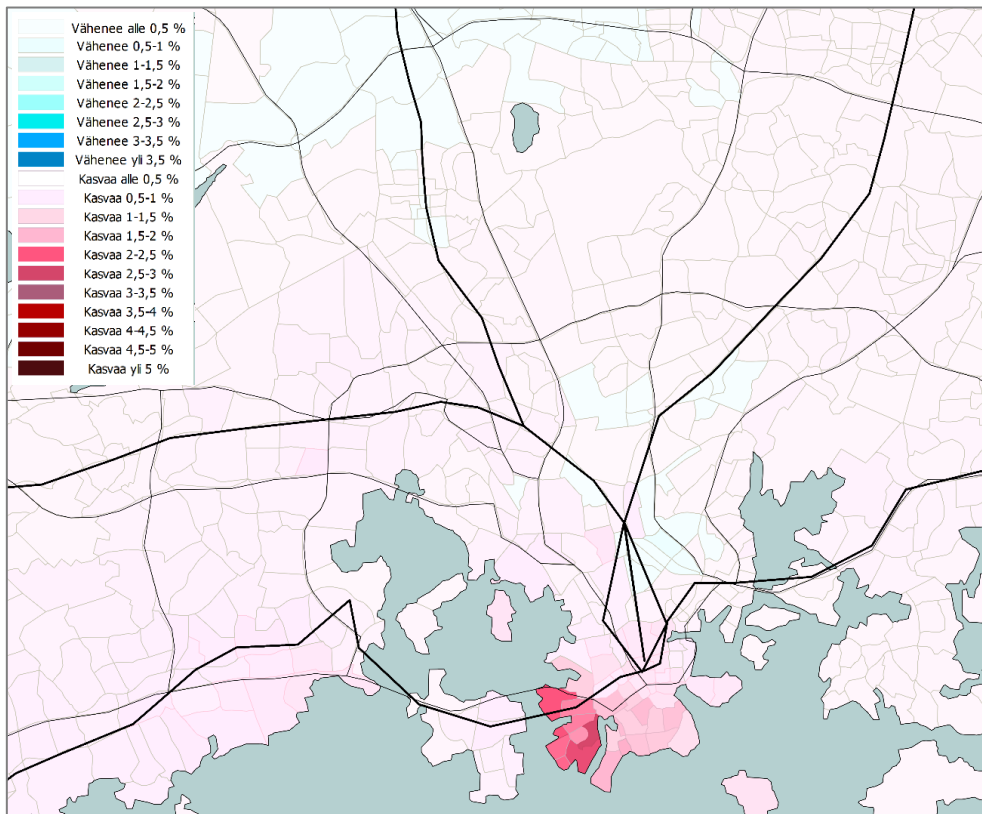 Vähenee alle 0,5 %
Vähenee 0,5-1 %
Vähenee 1-1,5 %
Vähenee 1,5-2 %
Vähenee 2-2,5 %
Vähenee 2,5-3 %
Vähenee 3-3,5 %
Vähenee yli 3,5 %
Kasvaa alle 0,5 %
Kasvaa 0,5-1 %
Kasvaa 1-1,5 %
Kasvaa 1,5-2 %
Kasvaa 2-2,5 %
Kasvaa 2,5-3 %
Kasvaa 3-3,5 %
Kasvaa 3,5-4 %
Kasvaa 4-4,5 %
Kasvaa 4,5-5 %
Kasvaa yli 5 %